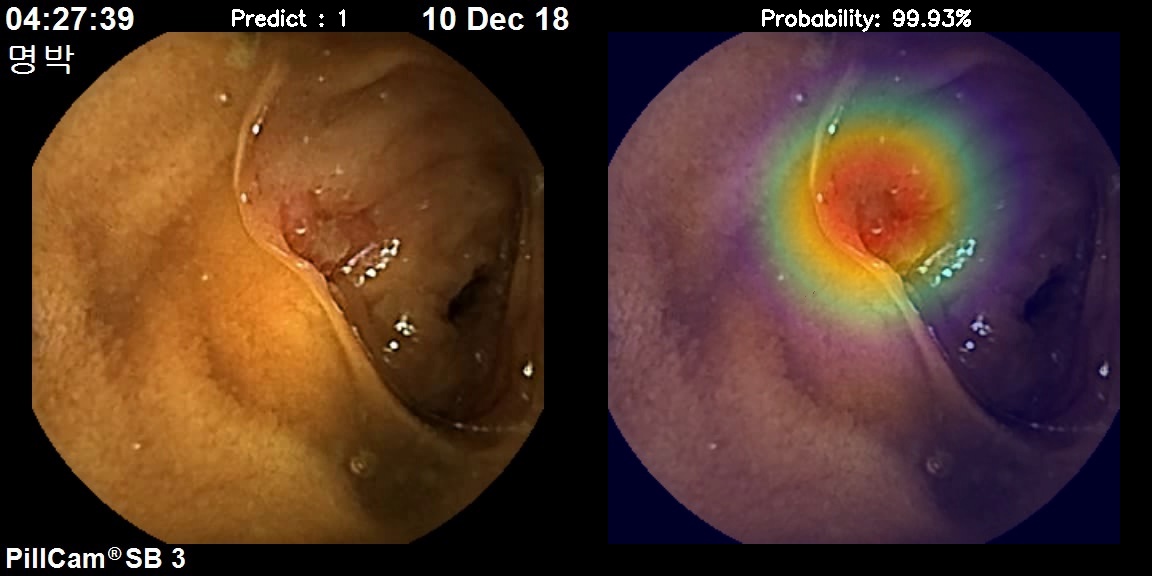 04:27:39 Predict : 1 10 Dec 18 Probability: 99.93%
명박
PillCam® SB 3